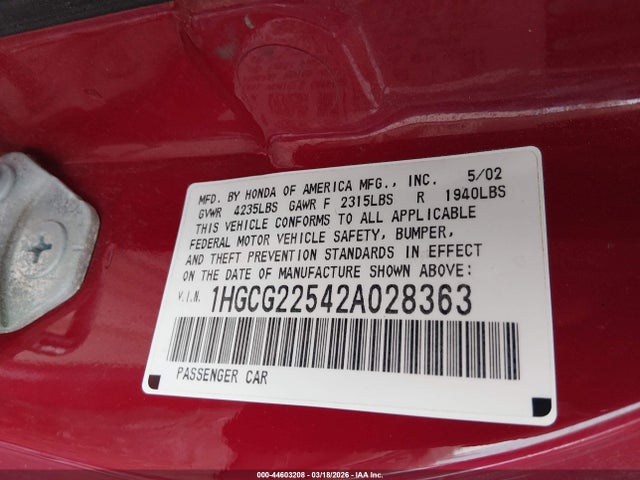 MFD. BY HONDA OF AMERICA MFG., INC. 5/02
GVWR 4235LBS GAWR F 2315LBS R 1940LBS
THIS VEHICLE CONFORMS TO ALL APPLICABLE
FEDERAL MOTOR VEHICLE SAFETY, BUMPER,
AND THEFT PREVENTION STANDARDS IN EFFECT
ON THE DATE OF MANUFACTURE SHOWN ABOVE:
V.I.N. 1HGCG22542A028363
PASSENGER CAR
000-44603208 - 03/18/2026 - IAA Inc.